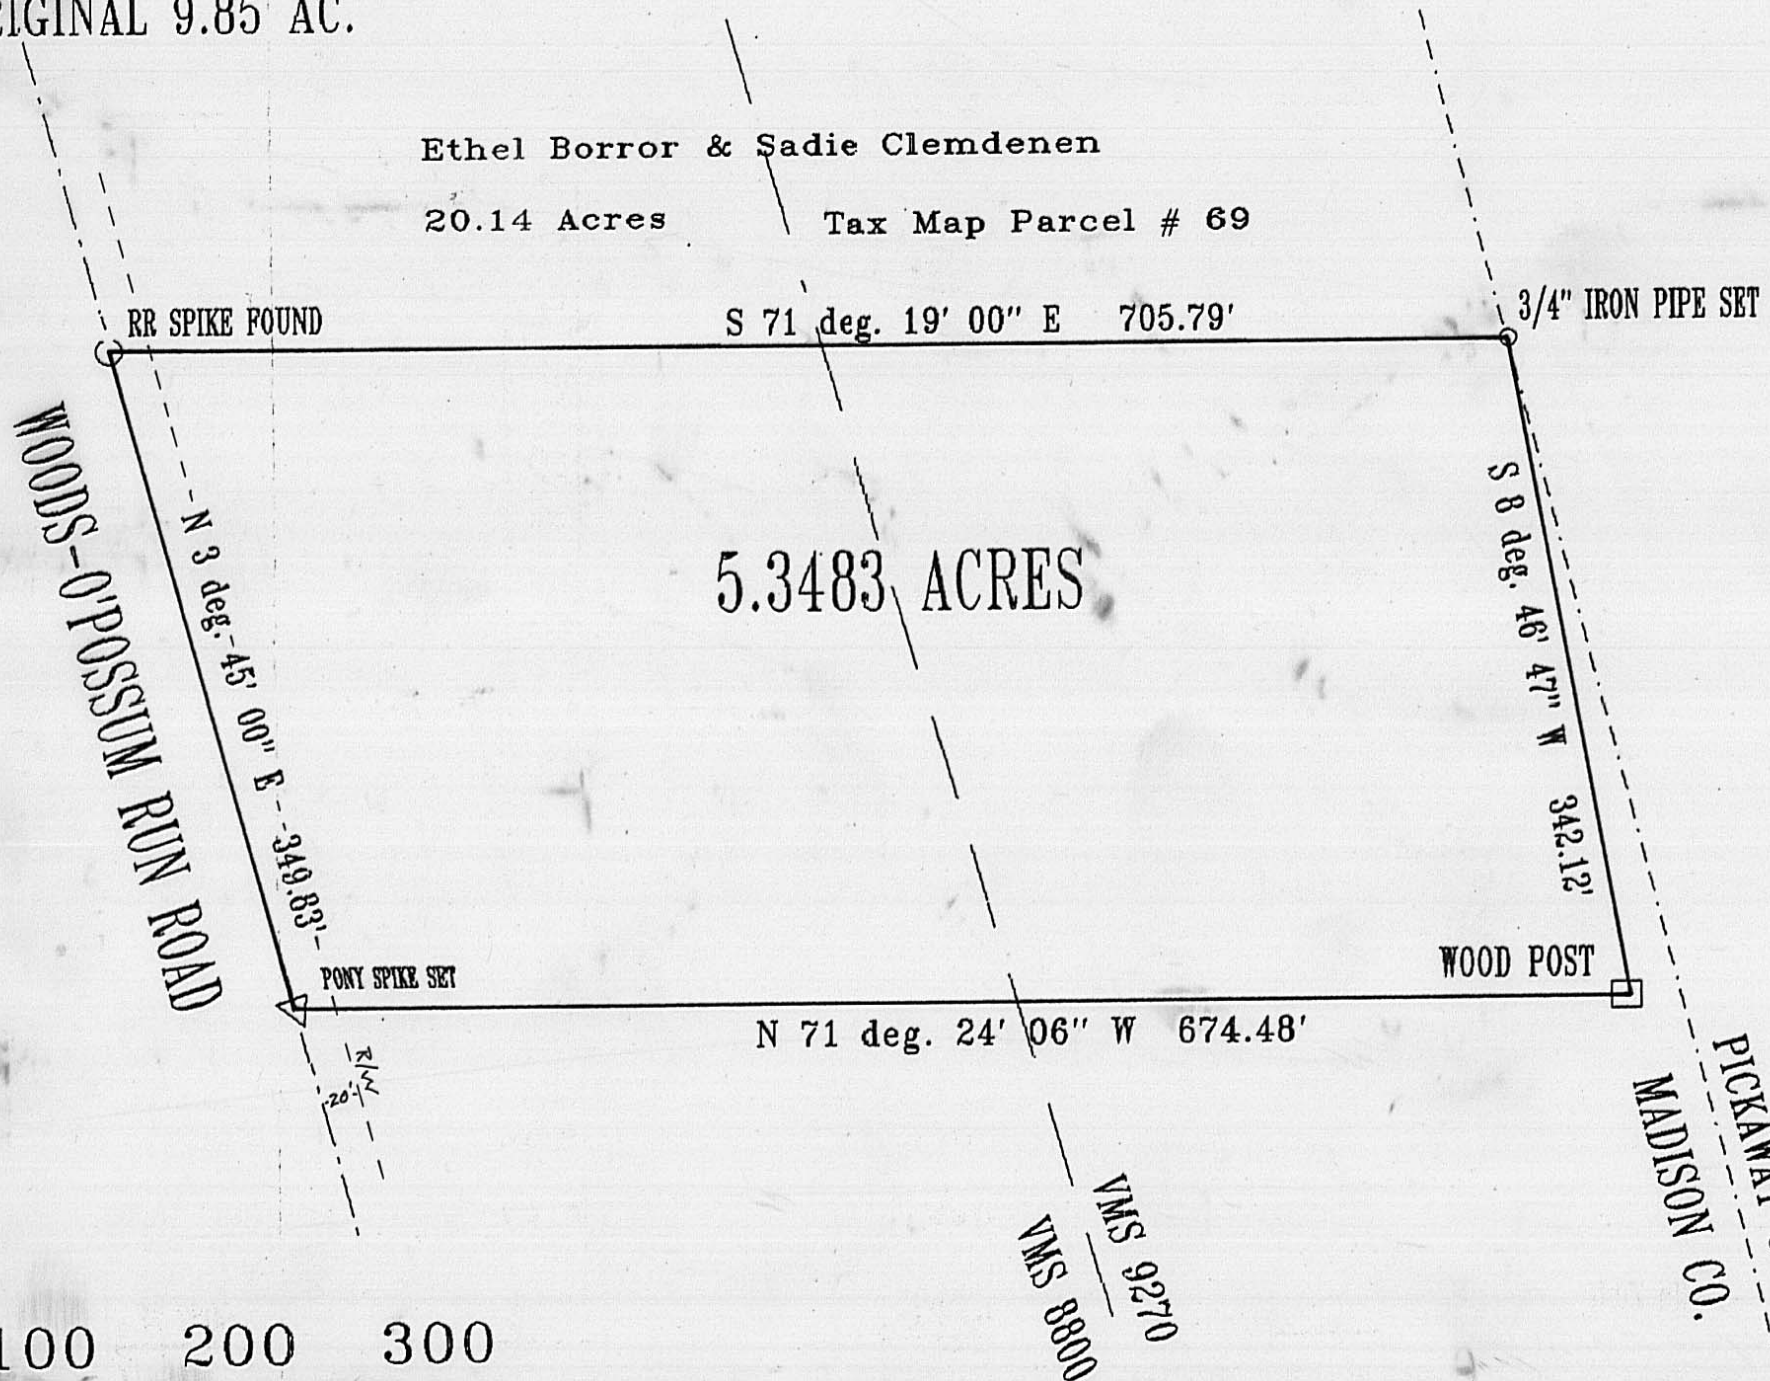 9.85 AC.
Ethel Borror & Sadie Clemdenen
20.14 Acres Tax Map Parcel # 69
RR SPIKE FOUND
S 71 deg. 19' 00" E 705.79'
3/4" IRON PIPE SET
WOODS-O'POSSUM RUN ROAD
N 3 deg. 45' 00" E 349.83'
5.3483 ACRES
S 8 deg. 46' 47" W 342.12'
PONY SPIKE SET
WOOD POST
N 71 deg. 24' 06" W 674.48'
R/W
20'
PICKAWAY
MADISON CO.
VMS 9270
VMS 8800
100 200 300